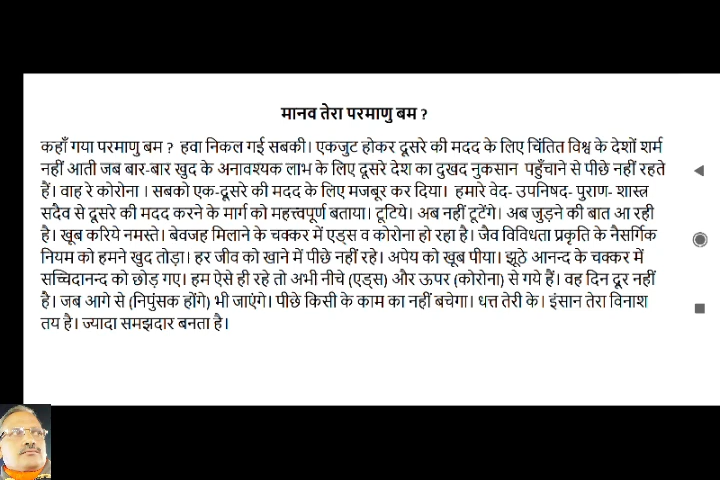 मानव तेरा परमाणु बम ?
कहाँ गया परमाणु बम ? हवा निकल गई सबकी। एकजुट होकर दूसरे की मदद के लिए चिंतित विश्व के देशों शर्म
नहीं आती जब बार-बार खुद के अनावश्यक लाभ के लिए दूसरे देश का दुखद नुकसान पहुँचाने से पीछे नहीं रहते
हैं। वाह रे कोरोना । सबको एक-दूसरे की मदद के लिए मजबूर कर दिया। हमारे वेद- उपनिषद- पुराण- शास्त्र
सदैव से दूसरे की मदद करने के मार्ग को महत्त्वपूर्ण बताया। टूटिये। अब नहीं टूटेंगे। अब जुड़ने की बात आ रही
है। खूब करिये नमस्ते। बेवजह मिलाने के चक्कर में एड्स व कोरोना हो रहा है। जैव विविधता प्रकृति के नैसर्गिक
नियम को हमने खुद तोड़ा। हर जीव को खाने में पीछे नहीं रहे। अपेय को खूब पीया। झूठे आनन्द के चक्कर में
सच्चिदानन्द को छोड़ गए। हम ऐसे ही रहे तो अभी नीचे (एड्स) और ऊपर (कोरोना) से गये हैं। वह दिन दूर नहीं
है। जब आगे से (निपुंसक होंगे) भी जाएंगे। पीछे किसी के काम का नहीं बचेगा। धत्त तेरी के। इंसान तेरा विनाश
तय है। ज्यादा समझदार बनता है।